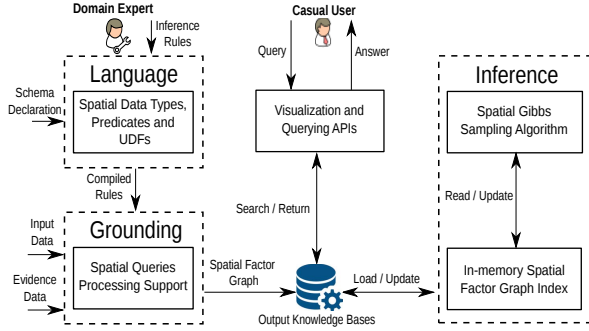 Domain Expert
Inference
Rules
Language
Schema
Declaration
Spatial Data Types,
Predicates and
UDFs
Compiled
Rules
Grounding
Input
Data
Evidence
Data
Spatial Queries
Processing Support
Spatial Factor
Graph
Casual User
Query
Answer
Visualization and
Querying APIs
Search / Return
Output Knowledge Bases
Load / Update
Inference
Spatial Gibbs
Sampling Algorithm
Read / Update
In-memory Spatial
Factor Graph Index